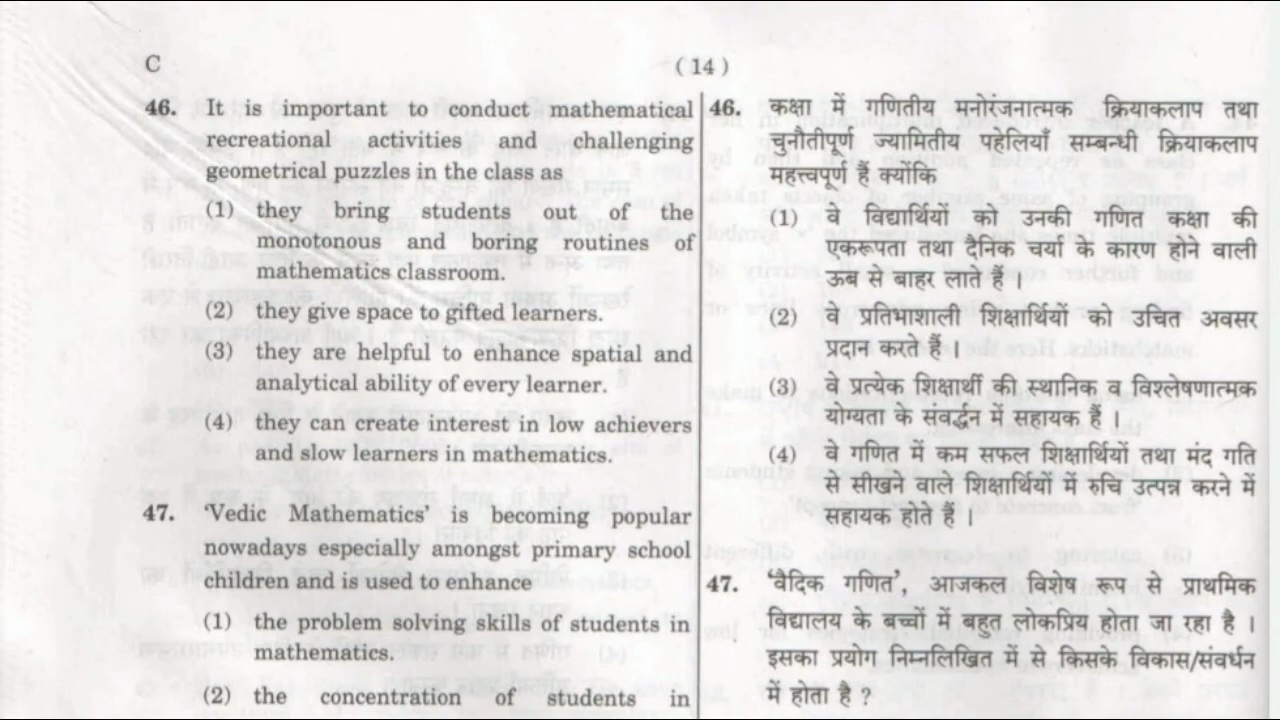 C
( 14 )
46. It is important to conduct mathematical
recreational activities and challenging
geometrical puzzles in the class as
(1) they bring students out of the
monotonous and boring routines of
mathematics classroom.
(2) they give space to gifted learners.
(3) they are helpful to enhance spatial and
analytical ability of every learner.
(4) they can create interest in low achievers
and slow learners in mathematics.
47. 'Vedic Mathematics' is becoming popular
nowadays especially amongst primary school
children and is used to enhance
(1) the problem solving skills of students in
mathematics.
(2) the concentration of students in
46. कक्षा में गणितीय मनोरंजनात्मक क्रियाकलाप तथा
चुनौतीपूर्ण ज्यामितीय पहेलियाँ सम्बन्धी क्रियाकलाप
महत्त्वपूर्ण है क्योंकि
(1) वे विद्यार्थियों को उनकी गणित कक्षा की
एकरूपता तथा दैनिक चर्या के कारण होने वाली
ऊब से बाहर लाते हैं ।
(2) वे प्रतिभाशाली शिक्षार्थियों को उचित अवसर
प्रदान करते हैं ।
(3) वे प्रत्येक शिक्षार्थी की स्थानिक व विश्लेषणात्मक
योग्यता के संवर्द्धन में सहायक हैं ।
(4) वे गणित में कम सफल शिक्षार्थियों तथा मंद गति
से सीखने वाले शिक्षार्थियों में रुचि उत्पन्न करने में
सहायक होते हैं ।
47. 'वैदिक गणित', आजकल विशेष रूप से प्राथमिक
विद्यालय के बच्चों में बहुत लोकप्रिय होता जा रहा है ।
इसका प्रयोग निम्नलिखित में से किसके विकास/संवर्धन
में होता है ?